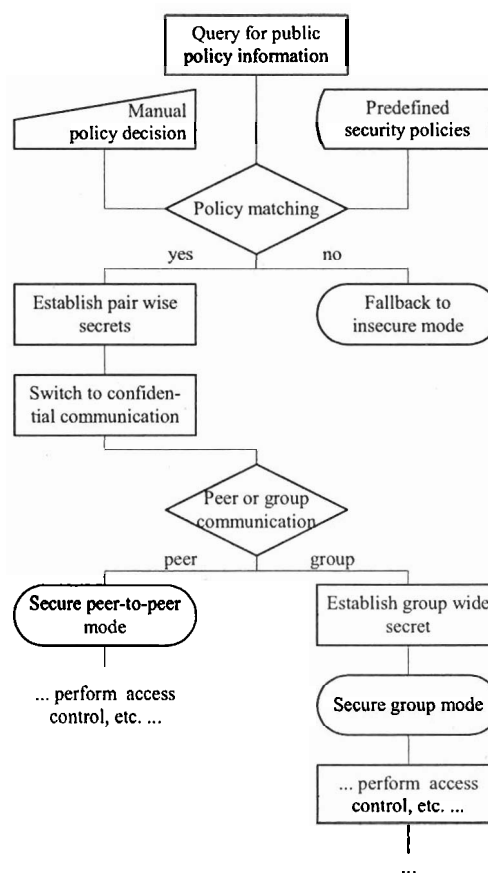 Query for public
policy information
Manual
policy decision
Predefined
security policies
Policy matching
yes
no
Establish pair wise
secrets
Fallback to
insecure mode
Switch to confiden-
tial communication
Peer or group
communication
peer
group
Secure peer-to-peer
mode
Establish group wide
secret
... perform access
control, etc. ...
Secure group mode
... perform access
control, etc. ...
...